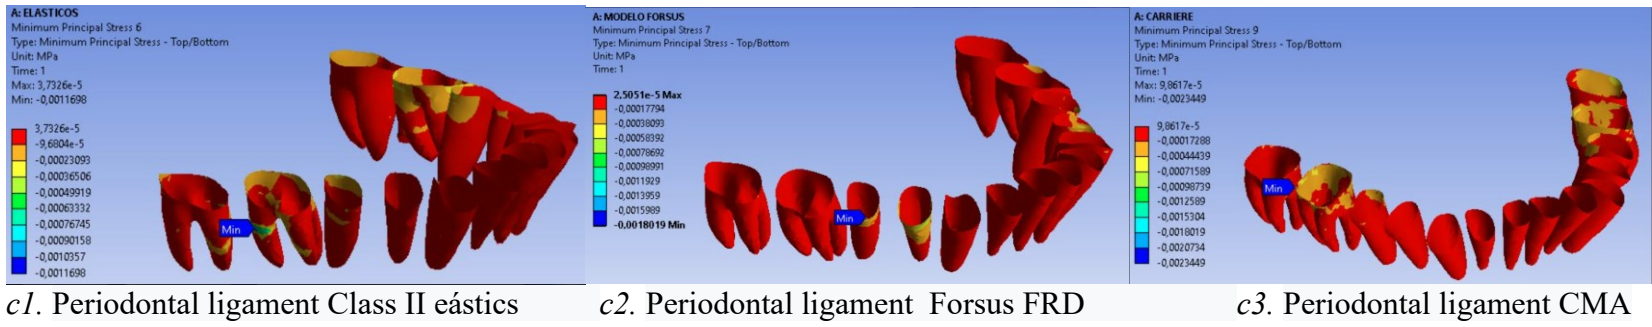 A: ELASTICOS
Minimum Principal Stress 6
Type: Minimum Principal Stress - Top/Bottom
Unit: MPa
Time: 1
Max: 3,7326e-5
Min: -0,0011698
3,7326e-5
-9,6804e-5
-0,00023093
-0,00036506
-0,00049919
-0,00063332
-0,00076745
-0,00090158
-0,0010357
-0,0011698
Min
A: MODELO FORSUS
Minimum Principal Stress 7
Type: Minimum Principal Stress - Top/Bottom
Unit: MPa
Time: 1
2,5051e-5 Max
-0,00017794
-0,00038093
-0,00058392
-0,00078692
-0,00098991
-0,0011929
-0,0013959
-0,0015989
-0,0018019 Min
Min
A: CARRIERE
Minimum Principal Stress 9
Type: Minimum Principal Stress - Top/Bottom
Unit: MPa
Time: 1
Max: 9,8617e-5
Min: -0,0023449
9,8617e-5
-0,00017288
-0,00044439
-0,00071589
-0,00098739
-0,0012589
-0,0015304
-0,0018019
-0,0020734
-0,0023449
Min
c1. Periodontal ligament Class II eástics
c2. Periodontal ligament Forsus FRD
c3. Periodontal ligament CMA